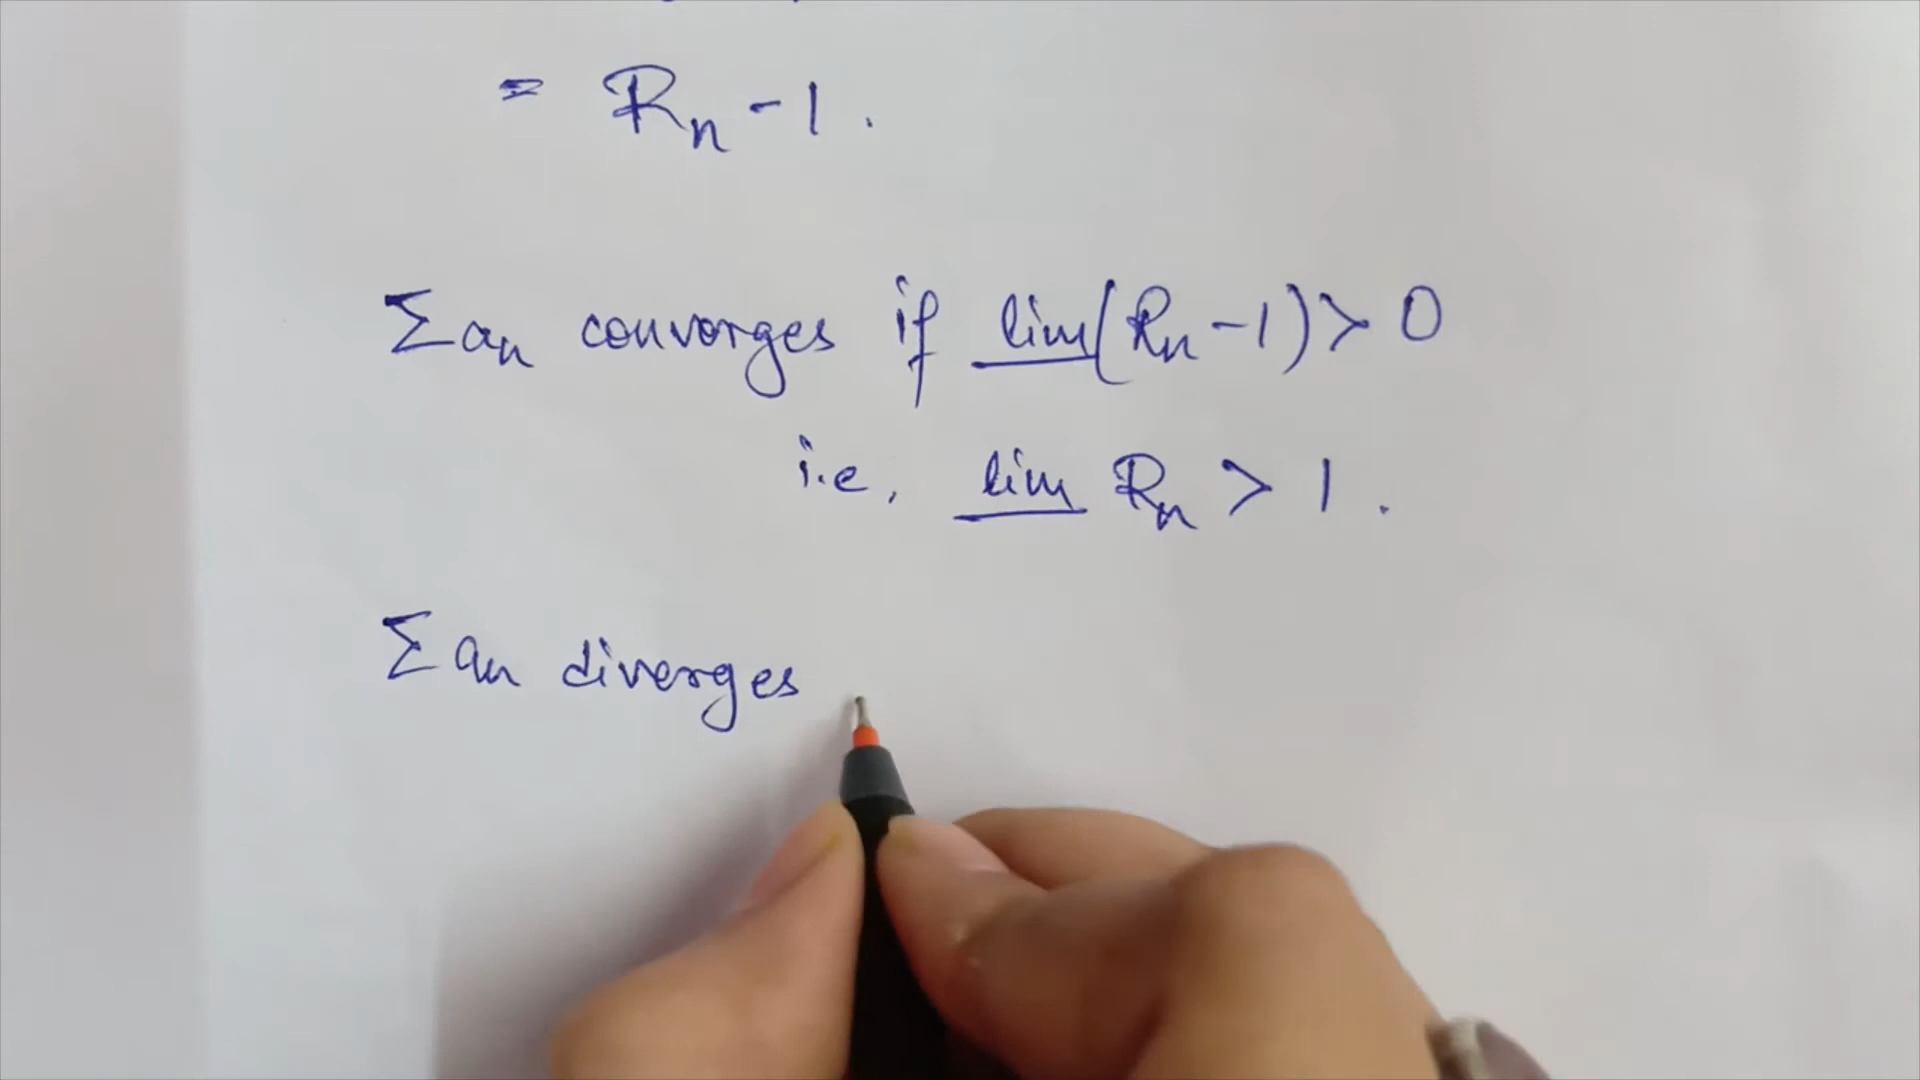 = Rn - 1 .
Σan converges if lim(Rn - 1) > 0
i.e, lim Rn > 1 .
Σan diverges